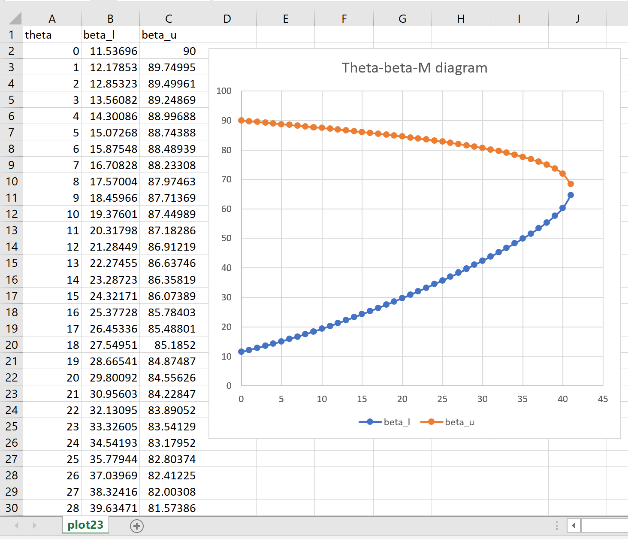 A B C D E F G H I J
1 theta beta_l beta_u
2 0 11.53696 90
3 1 12.17853 89.74995
4 2 12.85323 89.49961
5 3 13.56082 89.24869
6 4 14.30086 88.99688
7 5 15.07268 88.74388
8 6 15.87548 88.48939
9 7 16.70828 88.23308
10 8 17.57004 87.97463
11 9 18.45966 87.71369
12 10 19.37601 87.44989
13 11 20.31798 87.18286
14 12 21.28449 86.91219
15 13 22.27455 86.63746
16 14 23.28723 86.35819
17 15 24.32171 86.07389
18 16 25.37728 85.78403
19 17 26.45336 85.48801
20 18 27.54951 85.1852
21 19 28.66541 84.87487
22 20 29.80092 84.55626
23 21 30.95603 84.22847
24 22 32.13095 83.89052
25 23 33.32605 83.54129
26 24 34.54193 83.17952
27 25 35.77944 82.80374
28 26 37.03969 82.41225
29 27 38.32416 82.00308
30 28 39.63471 81.57386
Theta-beta-M diagram
100
90
80
70
60
50
40
30
20
10
0
0 5 10 15 20 25 30 35 40 45
beta_l beta_u
plot23